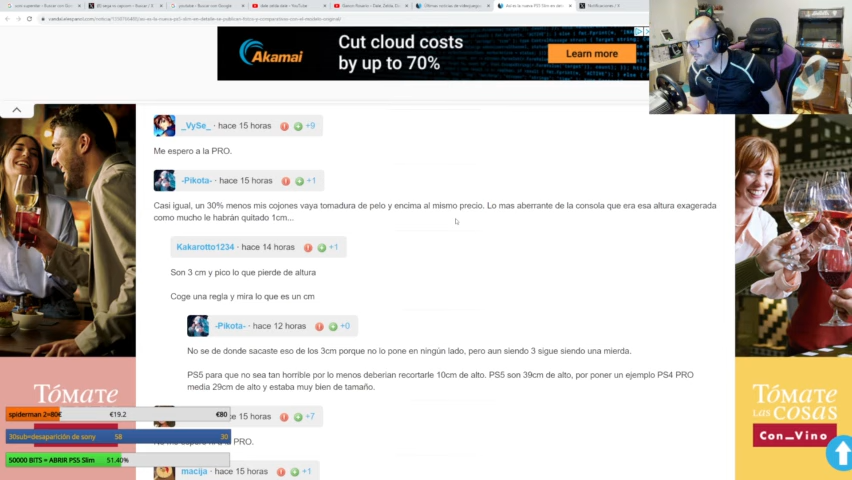 Akamai
Cut cloud costs
by up to 70%
Learn more
_VySe_ · hace 15 horas +9
Me espero a la PRO.
-Pikota- · hace 15 horas +1
Casi igual, un 30% menos mis cojones vaya tomadura de pelo y encima al mismo precio. Lo mas aberrante de la consola que era esa altura exagerada
como mucho le habrán quitado 1cm...
Kakarotto1234 · hace 14 horas +1
Son 3 cm y pico lo que pierde de altura
Coge una regla y mira lo que es un cm
-Pikota- · hace 12 horas +0
No se de donde sacaste eso de los 3cm porque no lo pone en ningún lado, pero aun siendo 3 sigue siendo una mierda.
PS5 para que no sea tan horrible por lo menos deberian recortarle 10cm de alto. PS5 son 39cm de alto, por poner un ejemplo PS4 PRO
media 29cm de alto y estaba muy bien de tamaño.
Tómate
spiderman 2=80€ €19.2 €80
ce 15 horas +7
30sub=desaparición de sony 58 30
PRO.
50000 BITS = ABRIR PS5 Slim 51.40%
macija · hace 15 horas +1
Tómate
las cosas
Con_Vino